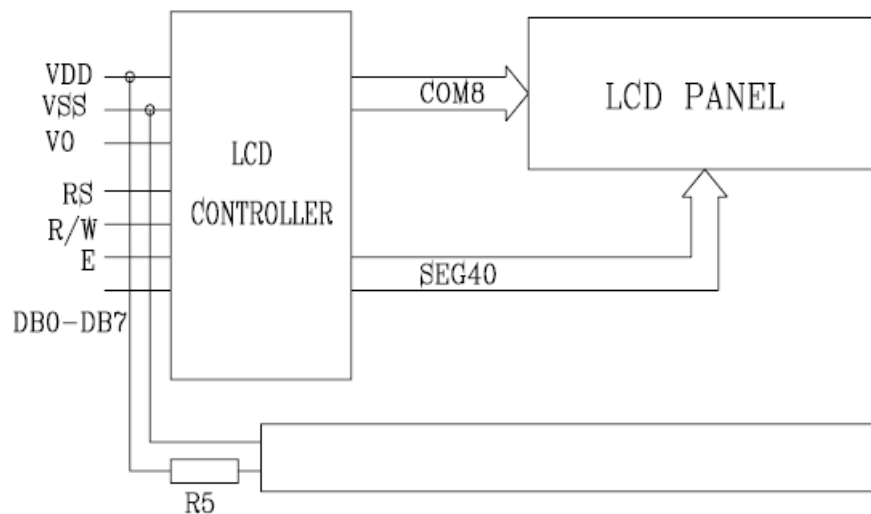 VDD
VSS
V0
RS
R/W
E
DB0-DB7
LCD
CONTROLLER
COM8
SEG40
LCD PANEL
R5